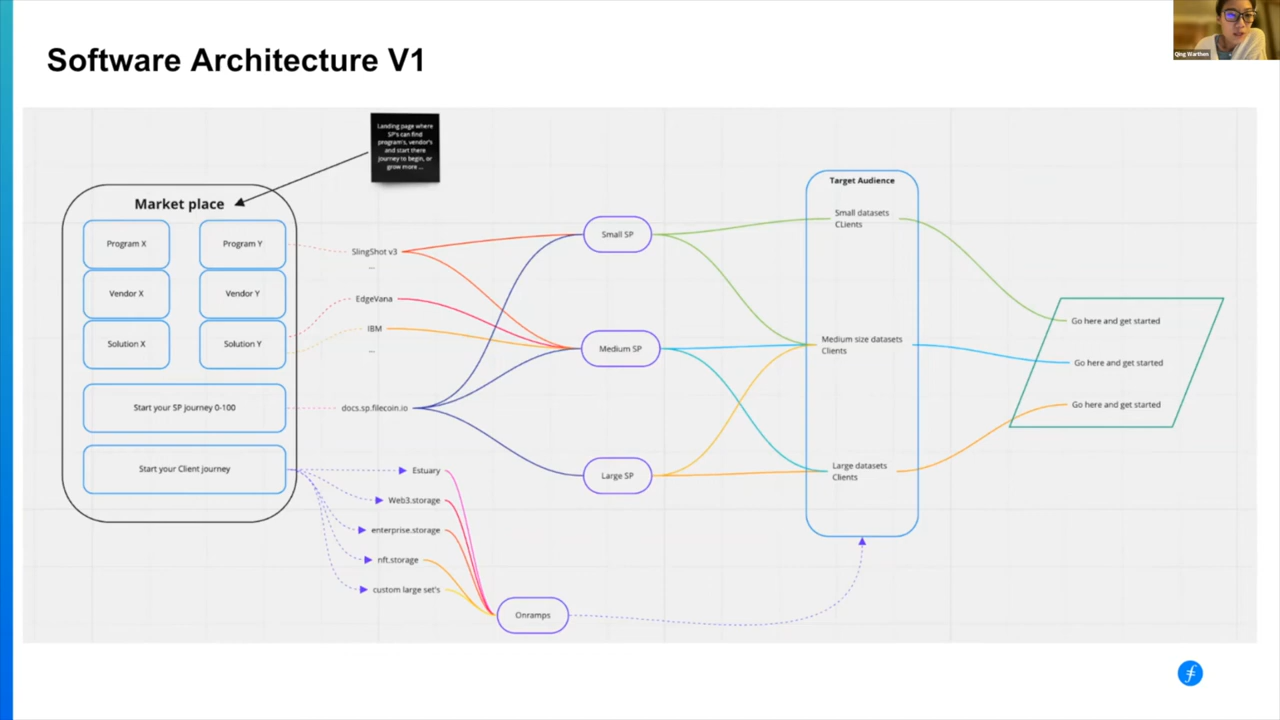 Software Architecture V1
Qing Warthen
Landing page where
SP's can find
program's, vendor's
and start there
journey to begin, or
grow more ...
Market place
Program X
Program Y
Vendor X
Vendor Y
Solution X
Solution Y
Start your SP journey 0-100
Start your Client journey
SlingShot v3
...
EdgeVana
IBM
...
docs.sp.filecoin.io
Estuary
Web3.storage
enterprise.storage
nft.storage
custom large set's
Onramps
Small SP
Medium SP
Large SP
Target Audience
Small datasets
CLients
Medium size datasets
Clients
Large datasets
Clients
Go here and get started
Go here and get started
Go here and get started